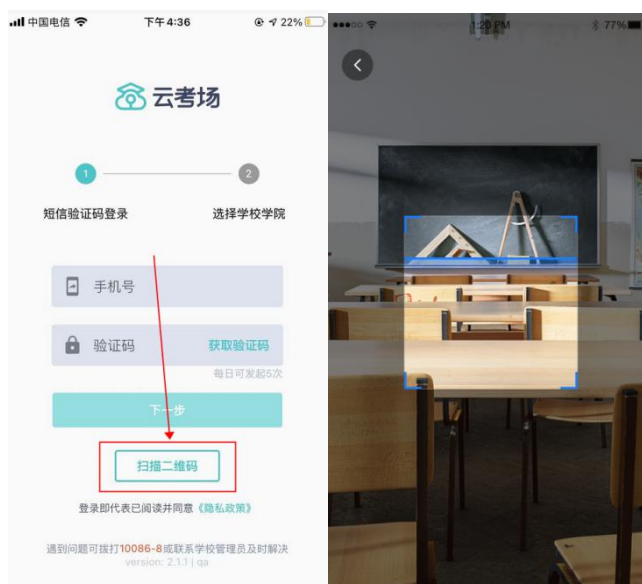 中国电信 下午4:36 22%
云考场
1 2
短信验证码登录 选择学校学院
手机号
验证码 获取验证码
每日可发起5次
下一步
扫描二维码
登录即代表已阅读并同意《隐私政策》
遇到问题可拨打10086-8或联系学校管理员及时解决
version: 2.1.1 | qa
1:20 PM 77%